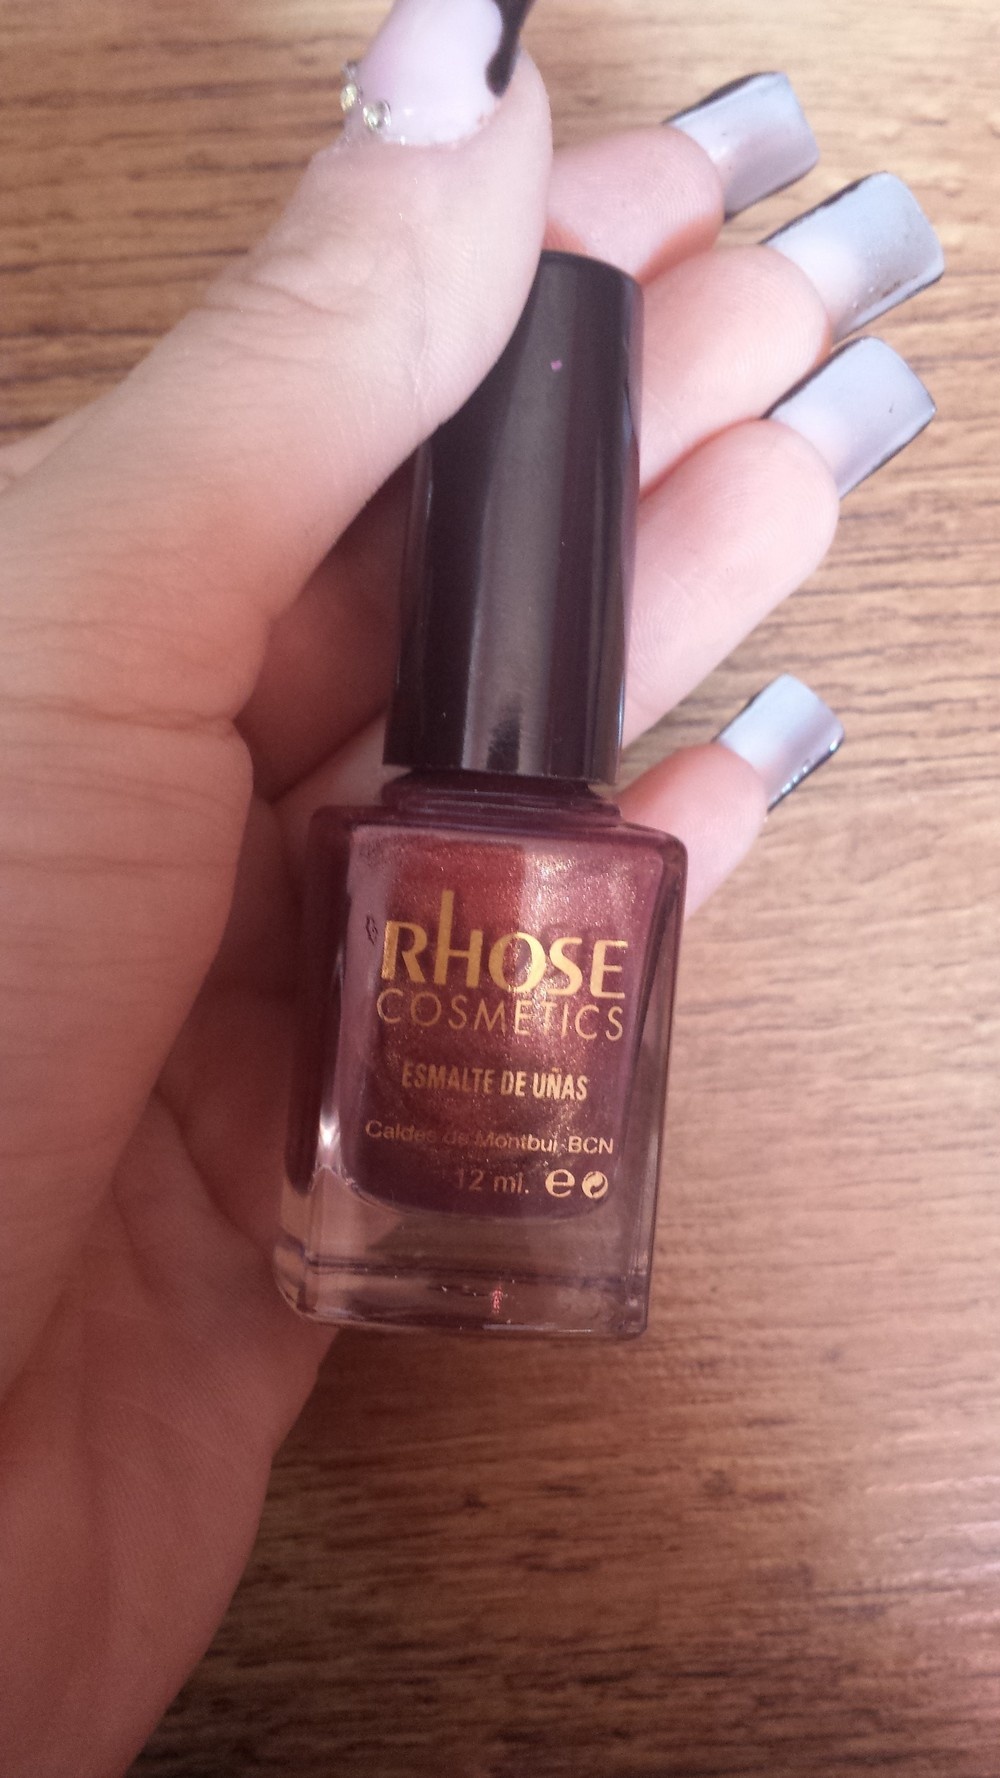 RHOSE
COSMETICS
ESMALTE DE UÑAS
Caldes de Montbui-BCN
12 ml. e